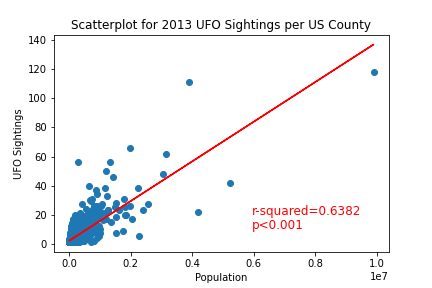 Scatterplot for 2013 UFO Sightings per US County
140
120
100
80
60
40
20
0
UFO Sightings
r-squared=0.6382
p<0.001
0.0 0.2 0.4 0.6 0.8 1.0
1e7
Population